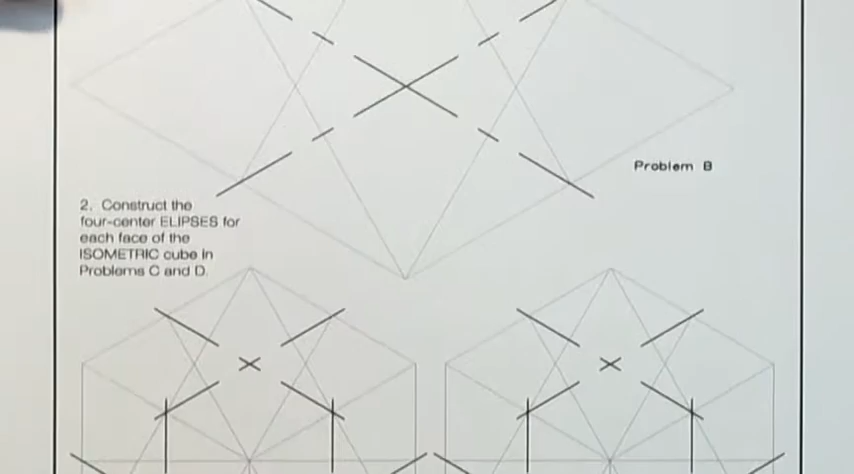 Problem B
2. Construct the
four-center ELIPSES for
each face of the
ISOMETRIC cube in
Problems C and D.